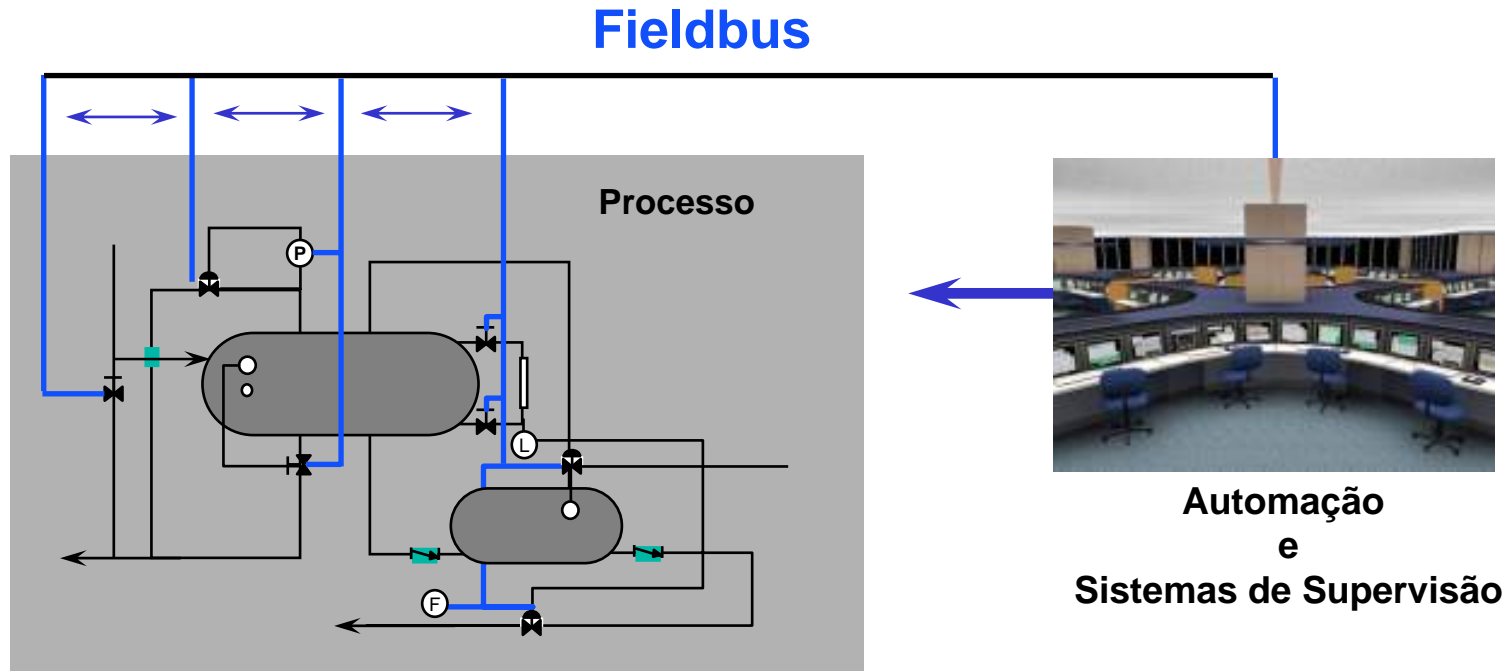 Fieldbus
Processo
P
L
F
Automação
e
Sistemas de Supervisão